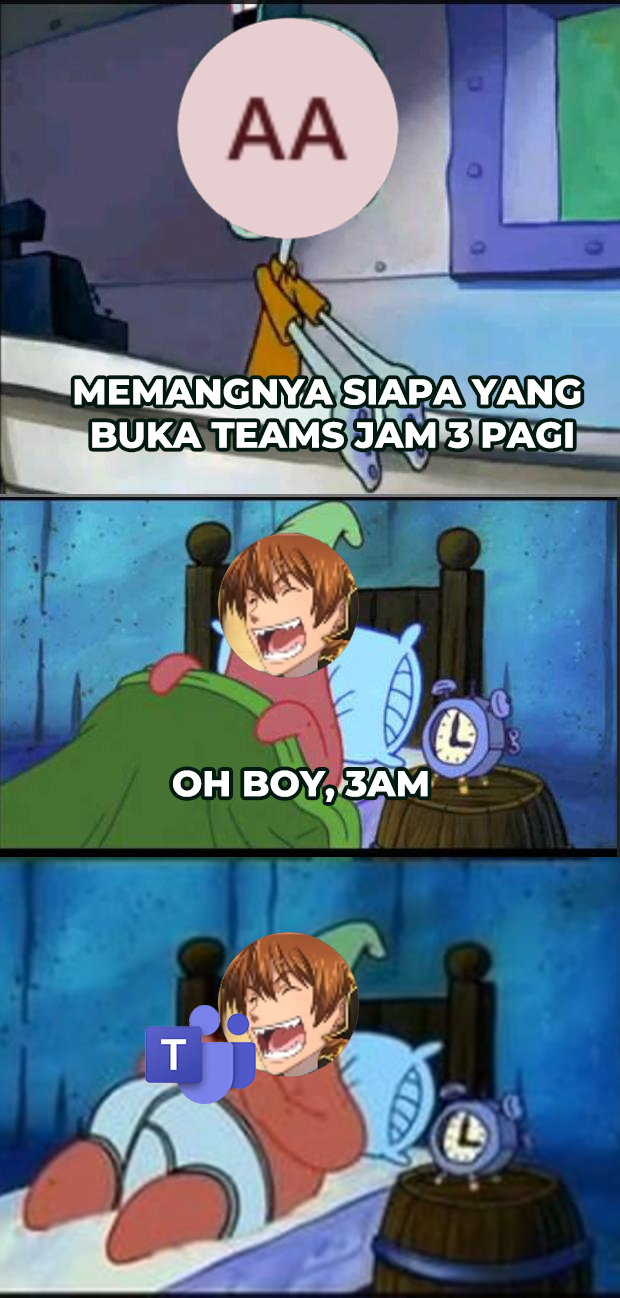 AA
MEMANGNYA SIAPA YANG
BUKA TEAMS JAM 3 PAGI
OH BOY, 3AM
T